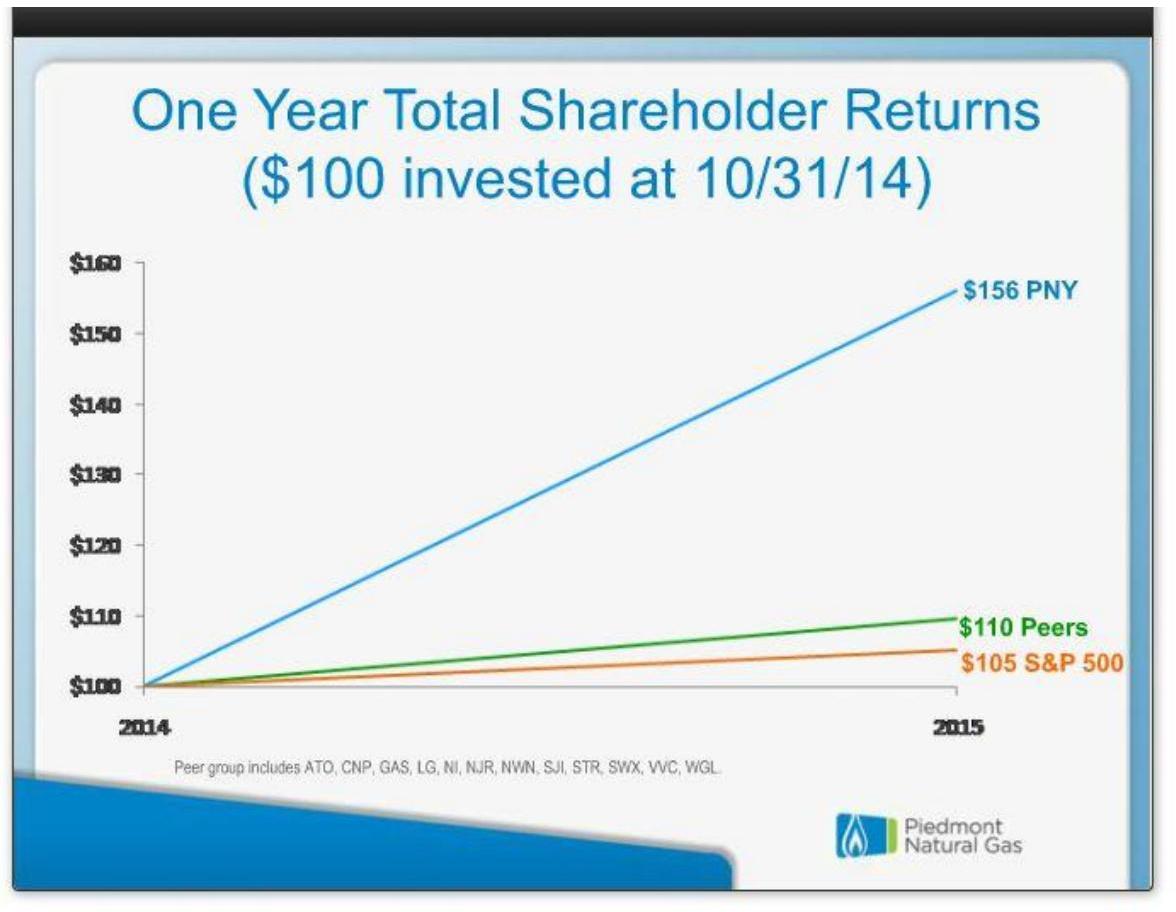 One Year Total Shareholder Returns
($100 invested at 10/31/14)
$160
$156 PNY
$150
$140
$130
$120
$110
$110 Peers
$105 S&P 500
$100
2014
2015
Peer group includes ATO, CNP, GAS, LG, NI, NJR, NWN, SJI, STR, SWX, VVC, WGL.
Piedmont
Natural Gas